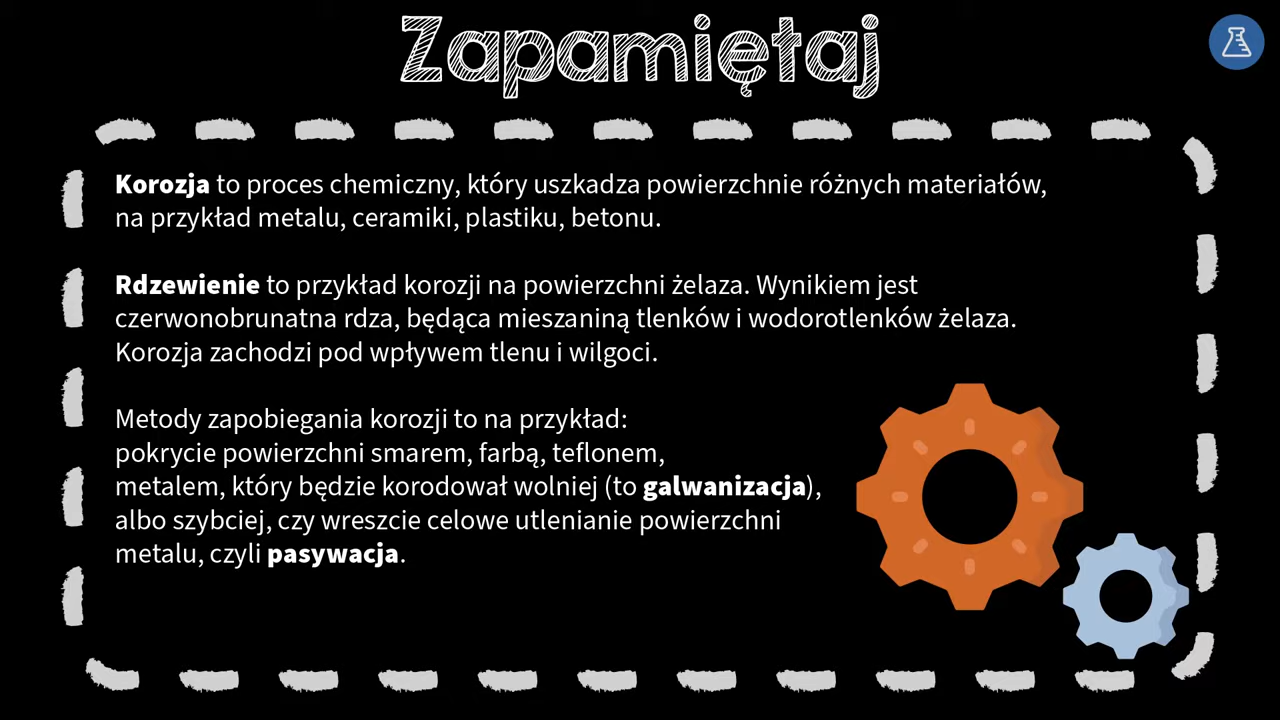 Zapamiętaj
Korozja to proces chemiczny, który uszkadza powierzchnie różnych materiałów,
na przykład metalu, ceramiki, plastiku, betonu.
Rdzewienie to przykład korozji na powierzchni żelaza. Wynikiem jest
czerwonobrunatna rdza, będąca mieszaniną tlenków i wodorotlenków żelaza.
Korozja zachodzi pod wpływem tlenu i wilgoci.
Metody zapobiegania korozji to na przykład:
pokrycie powierzchni smarem, farbą, teflonem,
metalem, który będzie korodował wolniej (to galwanizacja),
albo szybciej, czy wreszcie celowe utlenianie powierzchni
metalu, czyli pasywacja.